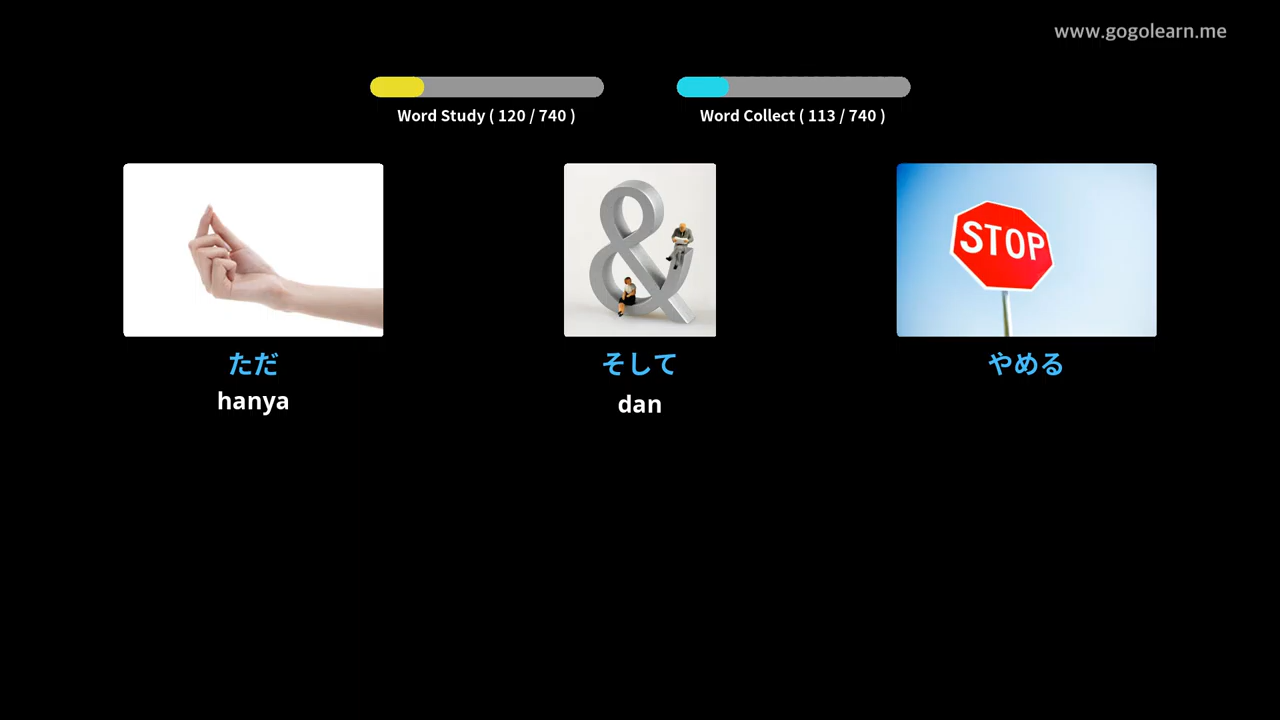 www.gogolearn.me
Word Study ( 120 / 740 )
Word Collect ( 113 / 740 )
STOP
ただ
そして
やめる
hanya
dan